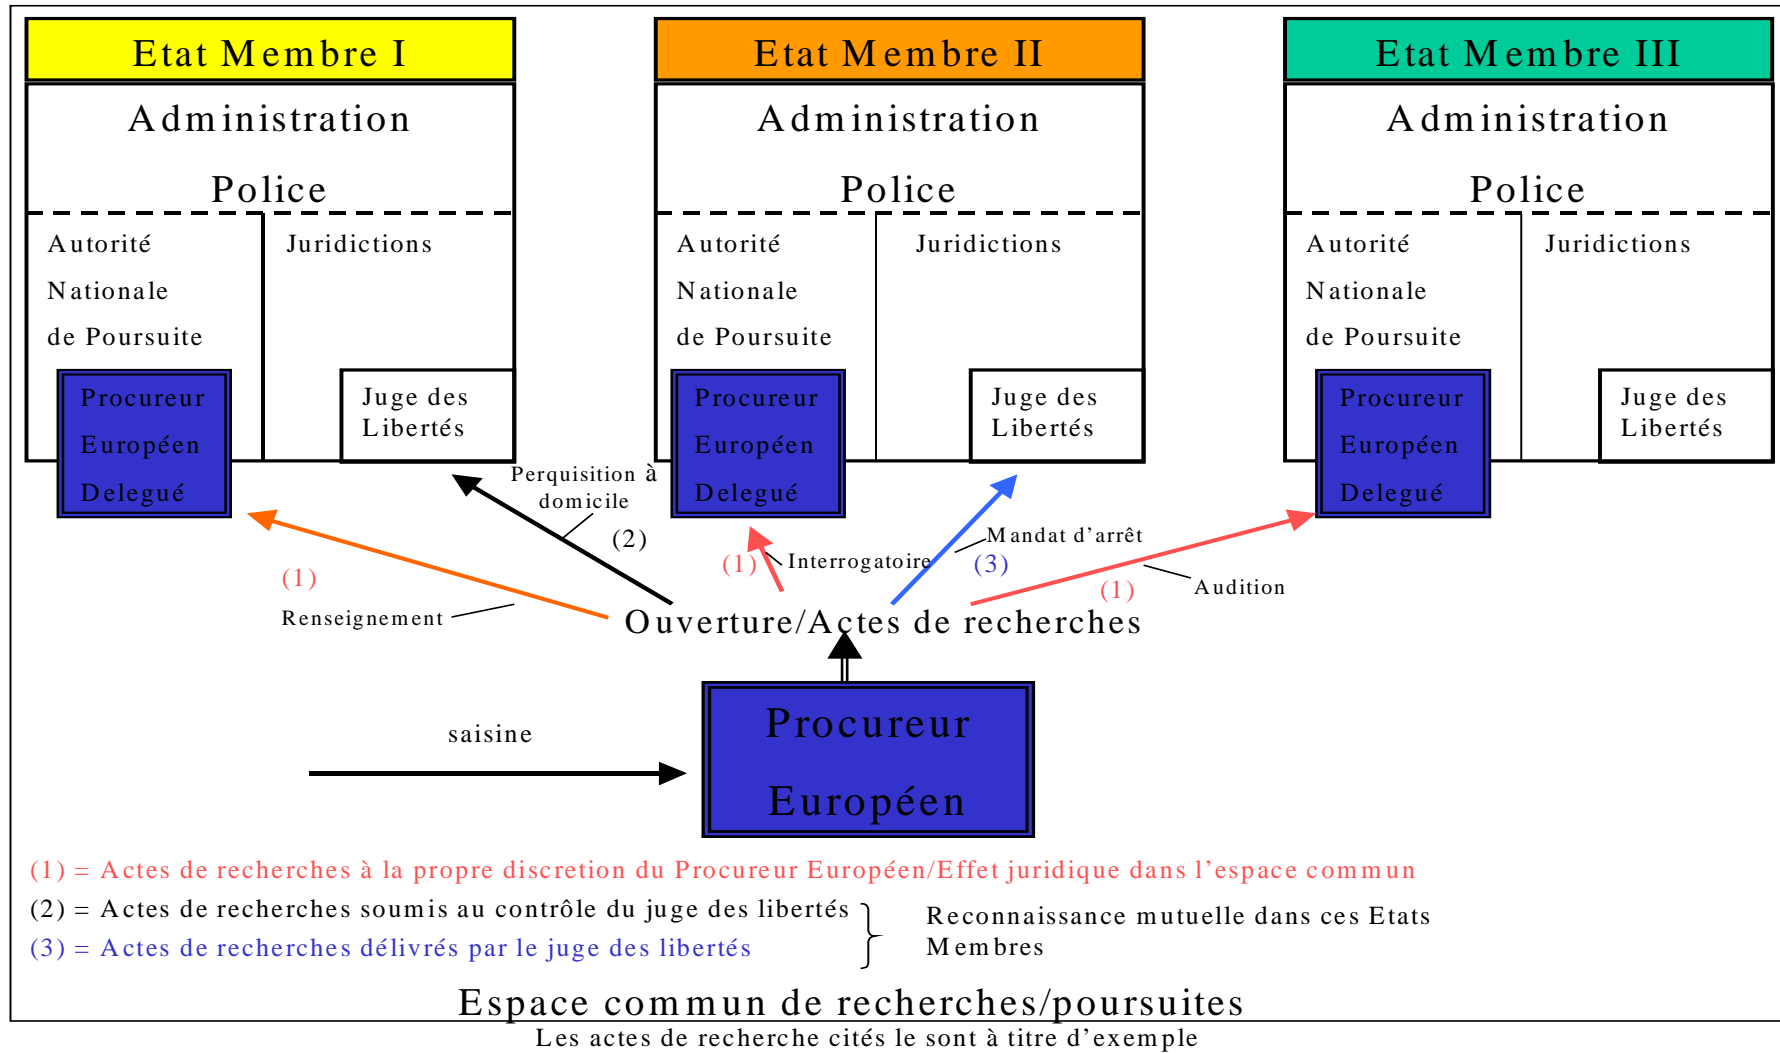 Etat Membre I
Etat Membre II
Etat Membre III
Administration
Police
Administration
Police
Administration
Police
Autorité
Nationale
de Poursuite
Juridictions
Autorité
Nationale
de Poursuite
Juridictions
Autorité
Nationale
de Poursuite
Juridictions
Procureur
Européen
Delegué
Juge des
Libertés
Procureur
Européen
Delegué
Juge des
Libertés
Procureur
Européen
Delegué
Juge des
Libertés
Perquisition à
domicile
(2)
(1)
Renseignement
(1)
Interrogatoire
Mandat d’arrêt
(3)
(1)
Audition
Ouverture/Actes de recherches
saisine
Procureur
Européen
(1) = Actes de recherches à la propre discretion du Procureur Européen/Effet juridique dans l’espace commun
(2) = Actes de recherches soumis au contrôle du juge des libertés
(3) = Actes de recherches délivrés par le juge des libertés
Reconnaissance mutuelle dans ces Etats
Membres
Espace commun de recherches/poursuites
Les actes de recherche cités le sont à titre d’exemple